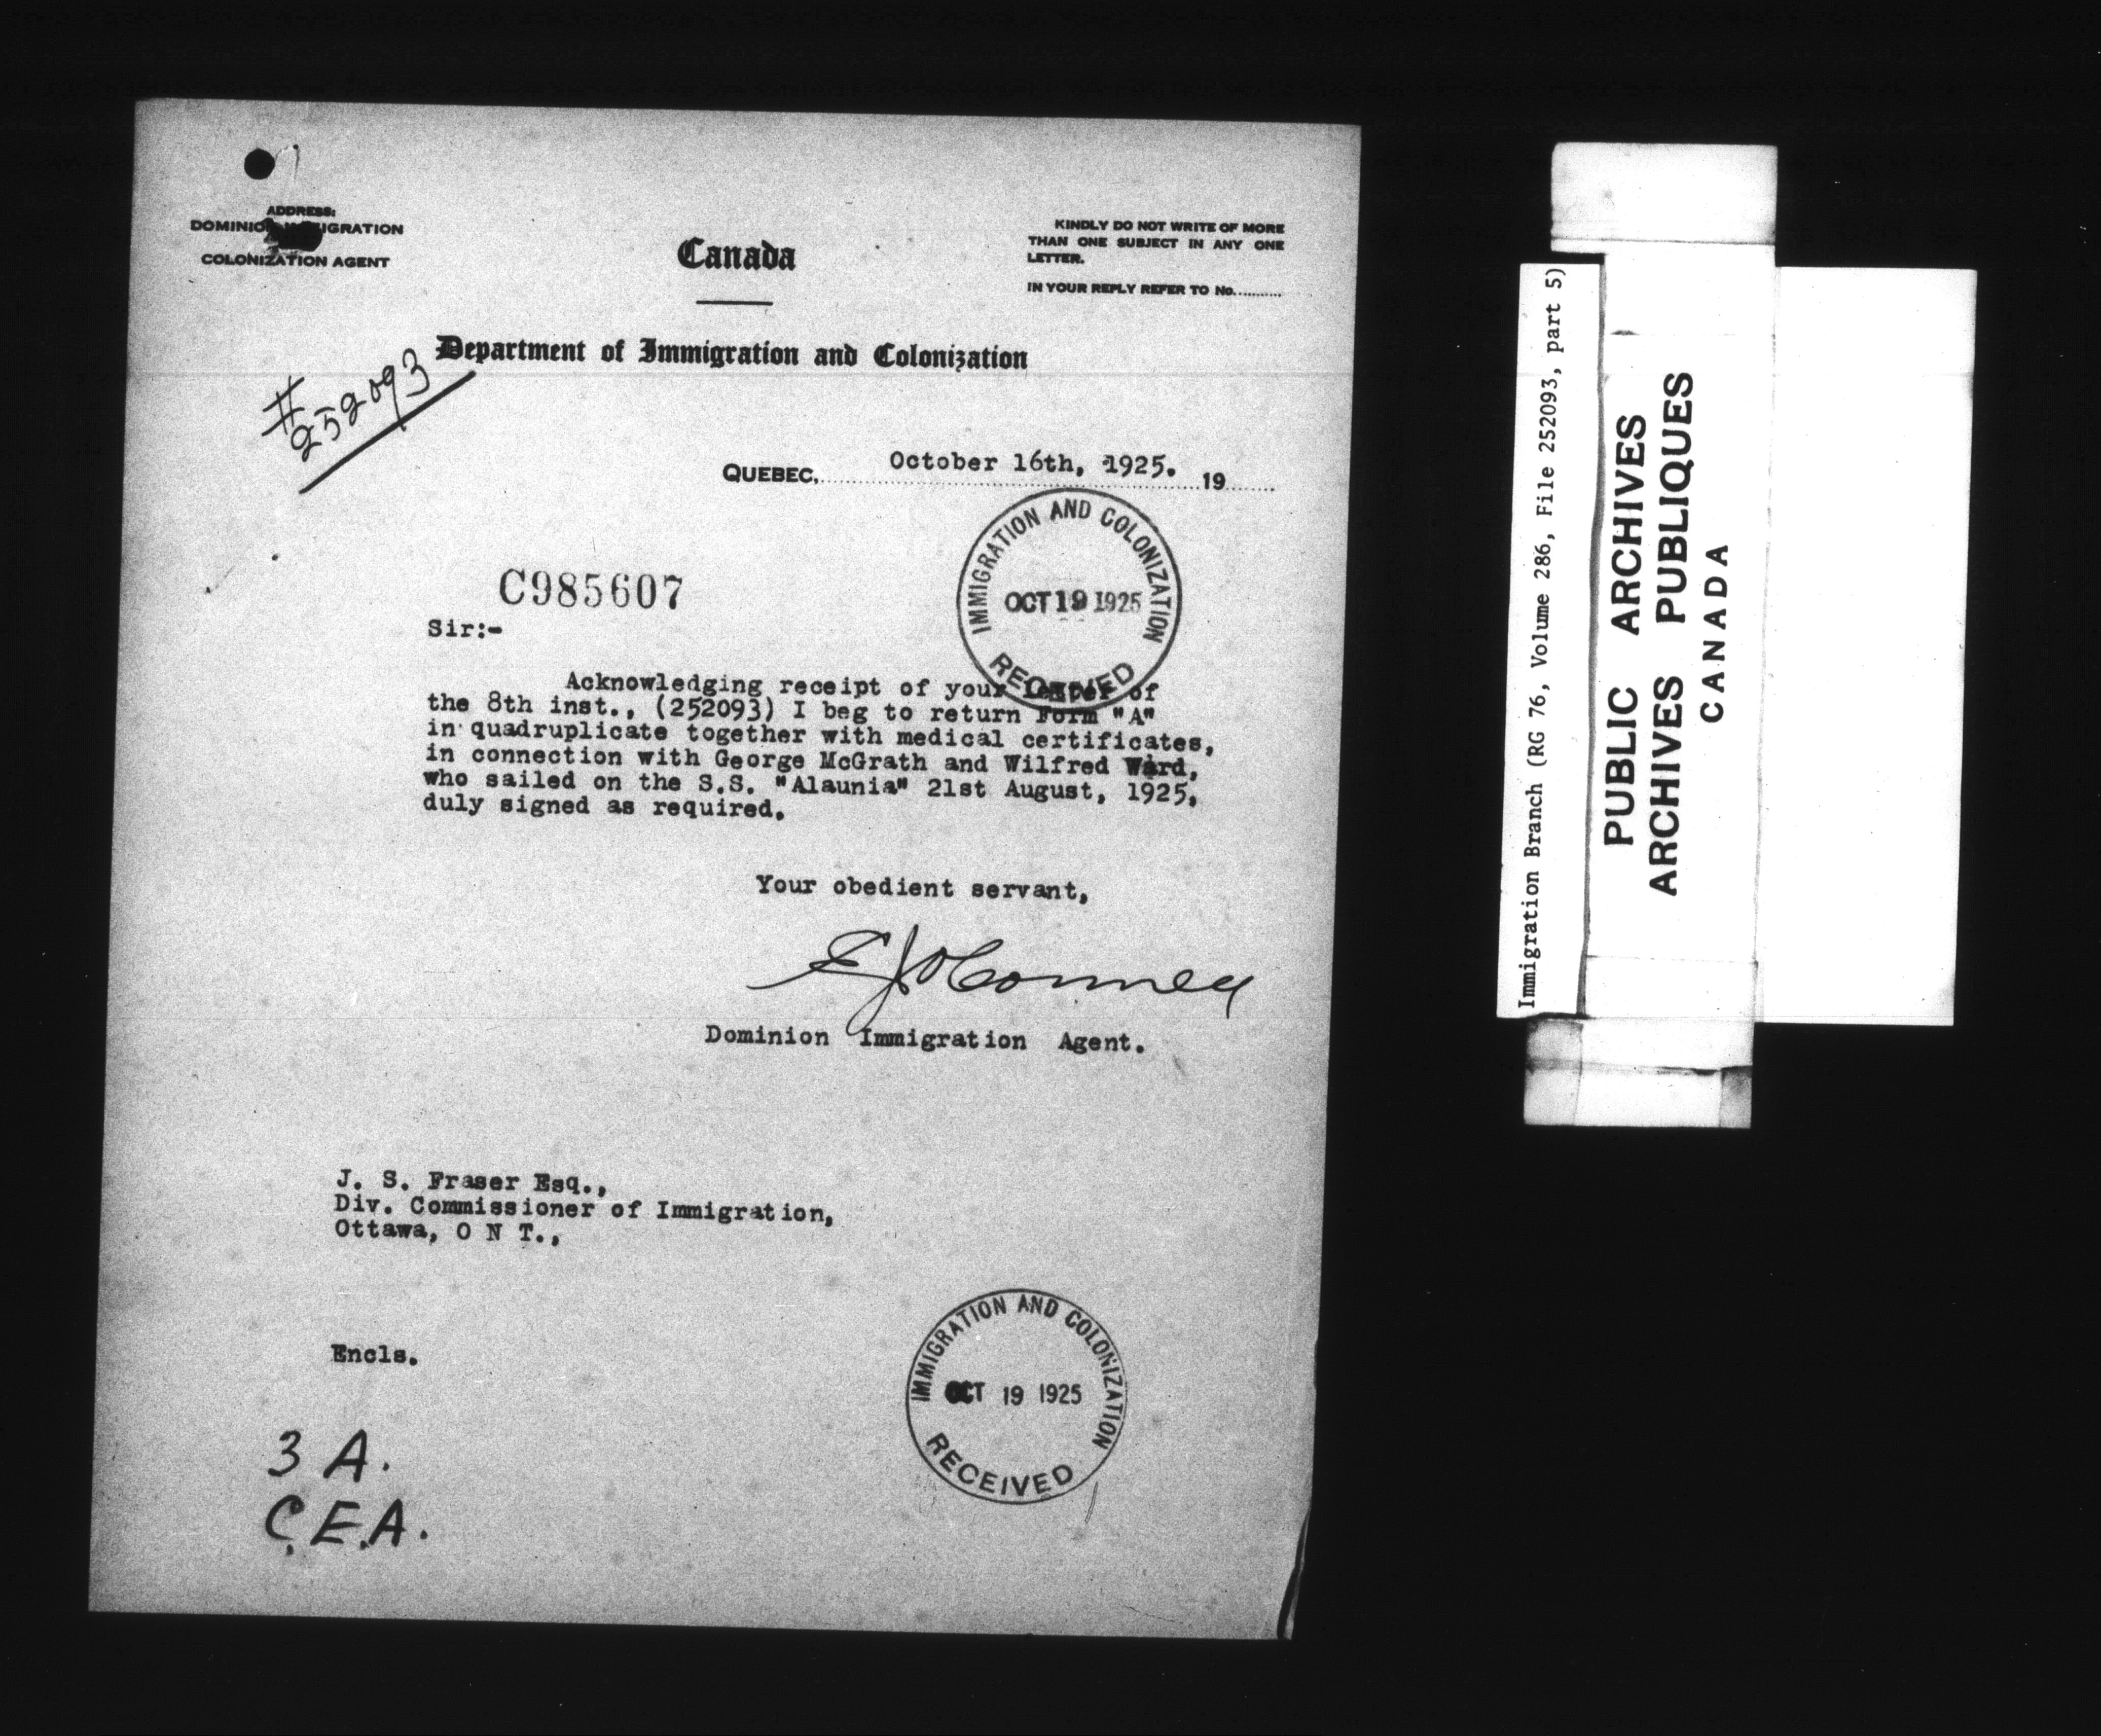 ADDRESS:
DOMINION IMMIGRATION
COLONIZATION AGENT
Canada
KINDLY DO NOT WRITE OF MORE
THAN ONE SUBJECT IN ANY ONE
LETTER.
IN YOUR REPLY REFER TO No...........
Department of Immigration and Colonization
#252093
QUEBEC, October 16th, 1925. 19
IMMIGRATION AND COLONIZATION
OCT 19 1925
RECEIVED
C985607
Sir:-
Acknowledging receipt of your letter of
the 8th inst., (252093) I beg to return Form "A"
in quadruplicate together with medical certificates,
in connection with George McGrath and Wilfred Ward,
who sailed on the S.S. "Alaunia" 21st August, 1925,
duly signed as required.
Your obedient servant,
E J O'Connell
Dominion Immigration Agent.
J. S. Fraser Esq.,
Div. Commissioner of Immigration,
Ottawa, O N T.,
Encls.
IMMIGRATION AND COLONIZATION
OCT 19 1925
RECEIVED
3 A.
C.E.A.
Immigration Branch (RG 76, Volume 286, File 252093, part 5)
PUBLIC ARCHIVES
ARCHIVES PUBLIQUES
CANADA